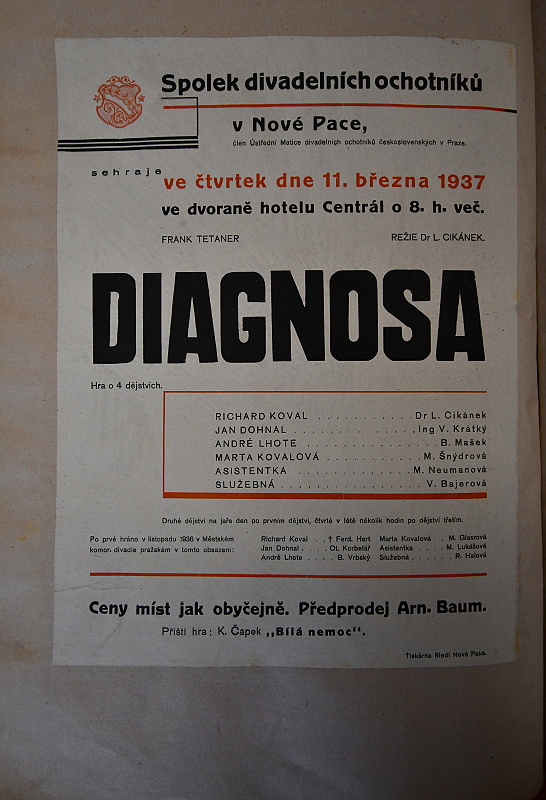 Spolek divadelních ochotníků
v Nové Pace,
člen Ústřední Matice divadelních ochotníků československých v Praze.
sehraje
ve čtvrtek dne 11. března 1937
ve dvoraně hotelu Centrál o 8. h. več.
FRANK TETANER REŽIE Dr L. CIKÁNEK.
DIAGNOSA
Hra o 4 dějstvích.
RICHARD KOVAL . . . . . . . . . . . Dr L. Cikánek
JAN DOHNAL . . . . . . . . . . . . . Ing V. Krátký
ANDRÉ LHOTE . . . . . . . . . . . . . B. Mašek
MARTA KOVALOVÁ . . . . . . . . . . . M. Šnýdrová
ASISTENTKA . . . . . . . . . . . . M. Neumanová
SLUŽEBNÁ . . . . . . . . . . . . . . V. Bajerová
Druhé dějství na jaře den po prvním dějství, čtvrté v létě několik hodin po dějství třetím.
Po prvé hráno v listopadu 1936 v Městském Richard Koval . . † Ferd. Hart Marta Kovalová . . M. Glasrová
komor. divadle pražském v tomto obsazení: Jan Dohnal . . . . Ot. Korbelář Asistentka . . . . M. Lukášová
André Lhote . . . . B. Vrbský Služebná . . . . . . . R. Halová
Ceny míst jak obyčejně. Předprodej Arn. Baum.
Příští hra: K. Čapek „Bílá nemoc“.
Tiskárna Riedl Nová Paka.